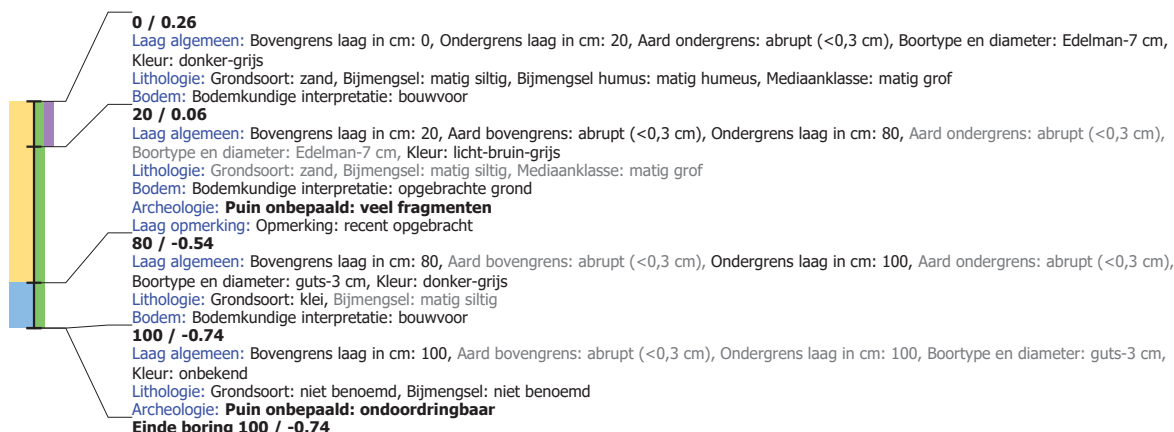 0 / 0.26
Laag algemeen: Bovengrens laag in cm: 0, Ondergrens laag in cm: 20, Aard ondergrens: abrupt (<0,3 cm), Boortype en diameter: Edelman-7 cm,
Kleur: donker-grijs
Lithologie: Grondsoort: zand, Bijmengsel: matig siltig, Bijmengsel humus: matig humeus, Mediaanklasse: matig grof
Bodem: Bodemkundige interpretatie: bouwvoor
20 / 0.06
Laag algemeen: Bovengrens laag in cm: 20, Aard bovengrens: abrupt (<0,3 cm), Ondergrens laag in cm: 80, Aard ondergrens: abrupt (<0,3 cm),
Boortype en diameter: Edelman-7 cm, Kleur: licht-bruin-grijs
Lithologie: Grondsoort: zand, Bijmengsel: matig siltig, Mediaanklasse: matig grof
Bodem: Bodemkundige interpretatie: opgebrachte grond
Archeologie: Puin onbepaald: veel fragmenten
Laag opmerking: Opmerking: recent opgebracht
80 / -0.54
Laag algemeen: Bovengrens laag in cm: 80, Aard bovengrens: abrupt (<0,3 cm), Ondergrens laag in cm: 100, Aard ondergrens: abrupt (<0,3 cm),
Boortype en diameter: guts-3 cm, Kleur: donker-grijs
Lithologie: Grondsoort: klei, Bijmengsel: matig siltig
Bodem: Bodemkundige interpretatie: bouwvoor
100 / -0.74
Laag algemeen: Bovengrens laag in cm: 100, Aard bovengrens: abrupt (<0,3 cm), Ondergrens laag in cm: 100, Boortype en diameter: guts-3 cm,
Kleur: onbekend
Lithologie: Grondsoort: niet benoemd, Bijmengsel: niet benoemd
Archeologie: Puin onbepaald: ondoordringbaar
Einde boring 100 / -0.74